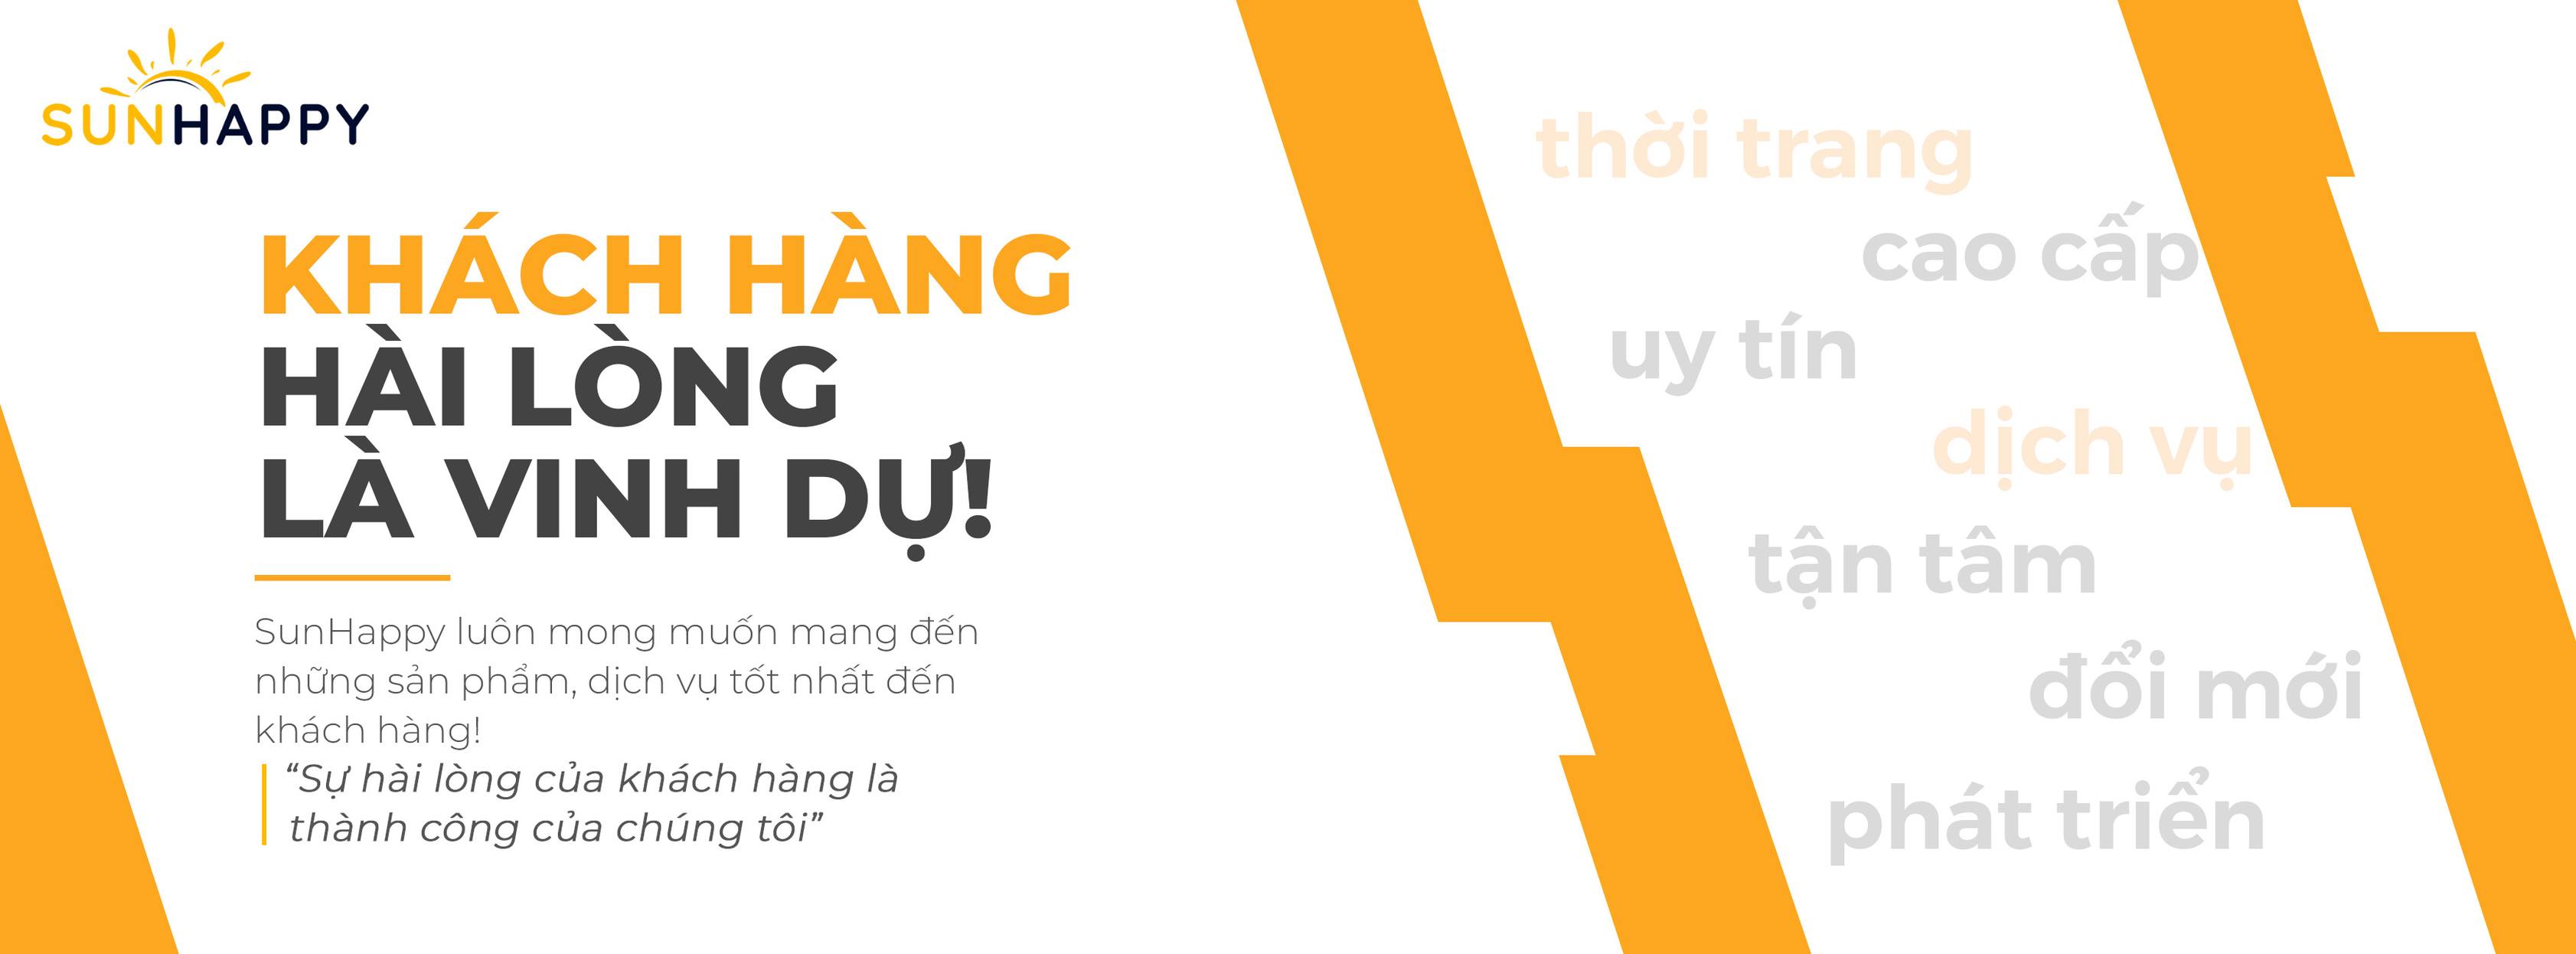 SUNHAPPY
KHÁCH HÀNG
HÀI LÒNG
LÀ VINH DỰ!
SunHappy luôn mong muốn mang đến
những sản phẩm, dịch vụ tốt nhất đến
khách hàng!
“Sự hài lòng của khách hàng là
thành công của chúng tôi”
thời trang
cao cấp
uy tín
dịch vụ
tận tâm
đổi mới
phát triển